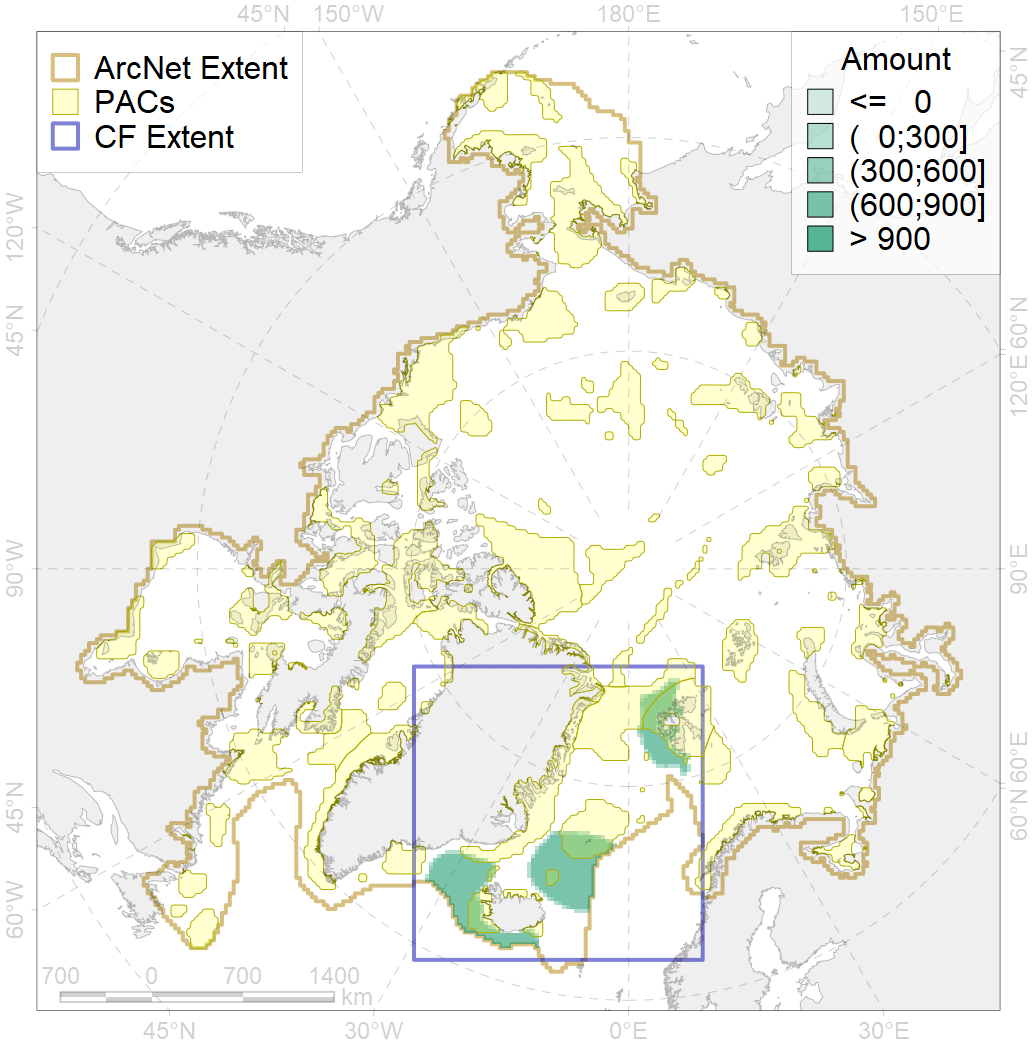 45°N 150°W 180°E 150°E
ArcNet Extent
PACs
CF Extent
Amount
<= 0
( 0;300]
(300;600]
(600;900]
> 900
45°N
120°W
45°N
60°N
120°E
90°W
90°E
60°E
45°N
60°N
60°W
700 0 700 1400
km
45°N 30°W 0°E 30°E